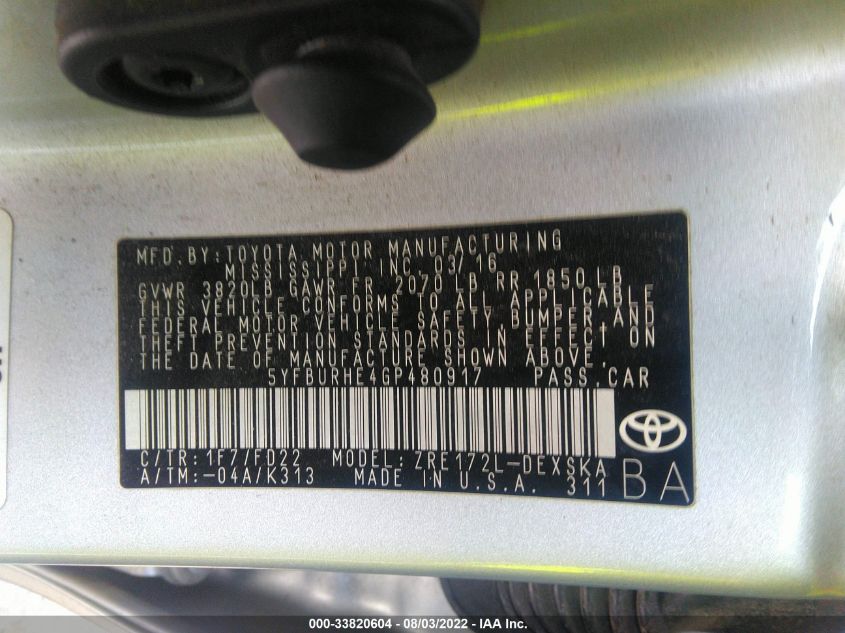 MFD. BY: TOYOTA MOTOR MANUFACTURING
MISSISSIPPI INC. 03/16
GVWR 3820LB GAWR FR 2070 LB RR 1850 LB
THIS VEHICLE CONFORMS TO ALL APPLICABLE
FEDERAL MOTOR VEHICLE SAFETY, BUMPER, AND
THEFT PREVENTION STANDARDS IN EFFECT ON
THE DATE OF MANUFACTURE SHOWN ABOVE.
5YFBURHE4GP480917 PASS. CAR
C/TR: 1F7/FD22 MODEL: ZRE172L-DEXSKA
A/TM: -04A/K313 MADE IN U.S.A. 311
BA
000-33820604 - 08/03/2022 - IAA Inc.